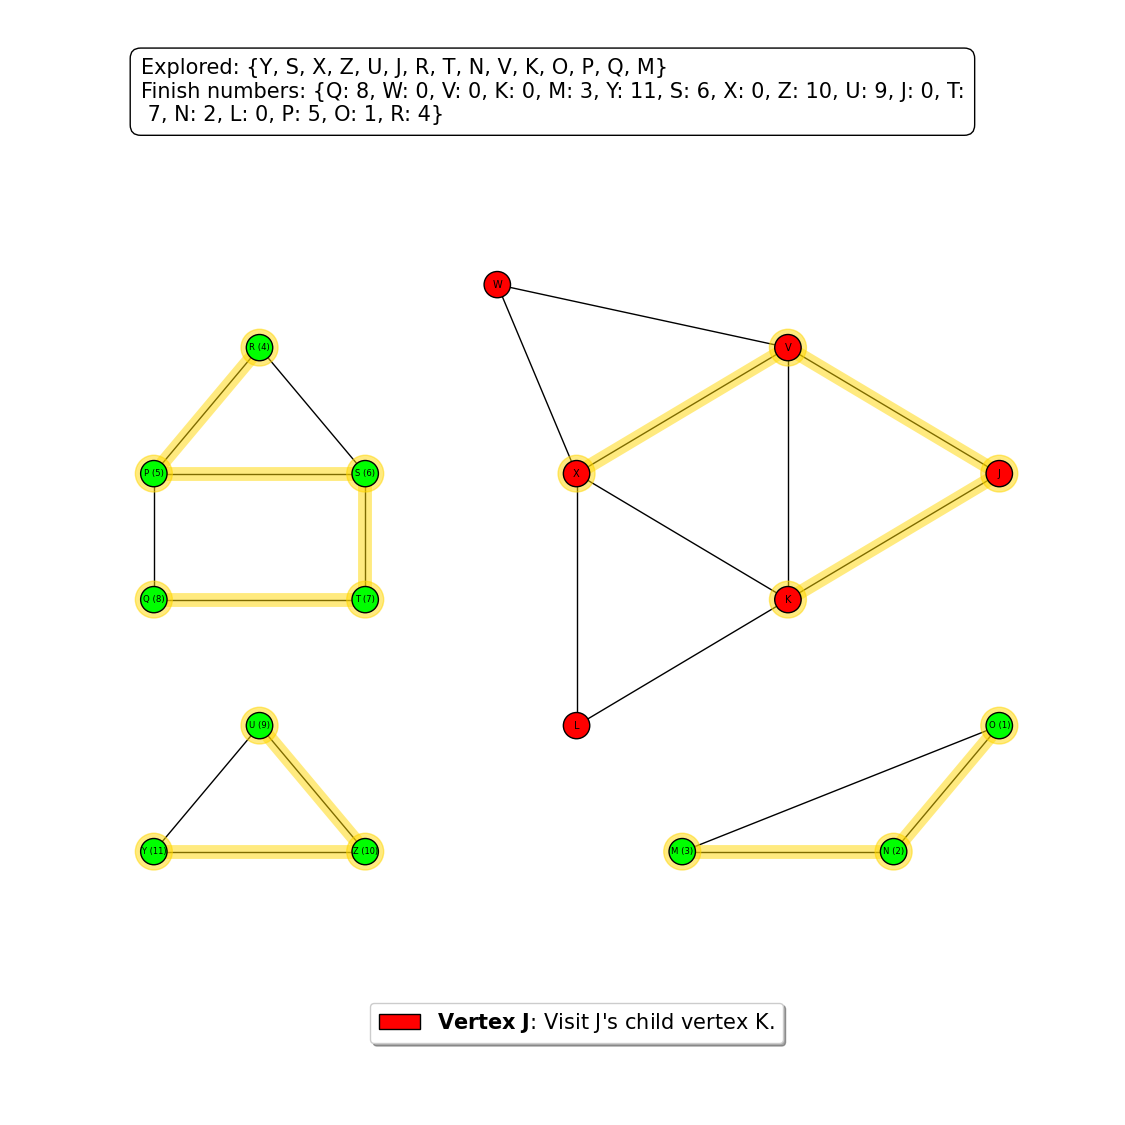 Explored: {Y, S, X, Z, U, J, R, T, N, V, K, O, P, Q, M}
Finish numbers: {Q: 8, W: 0, V: 0, K: 0, M: 3, Y: 11, S: 6, X: 0, Z: 10, U: 9, J: 0, T:
7, N: 2, L: 0, P: 5, O: 1, R: 4}
W
R (4)
V
P (5)
S (6)
X
J
Q (8)
T (7)
K
U (9)
L
O (1)
Y (11)
Z (10)
M (3)
N (2)
Vertex J: Visit J's child vertex K.